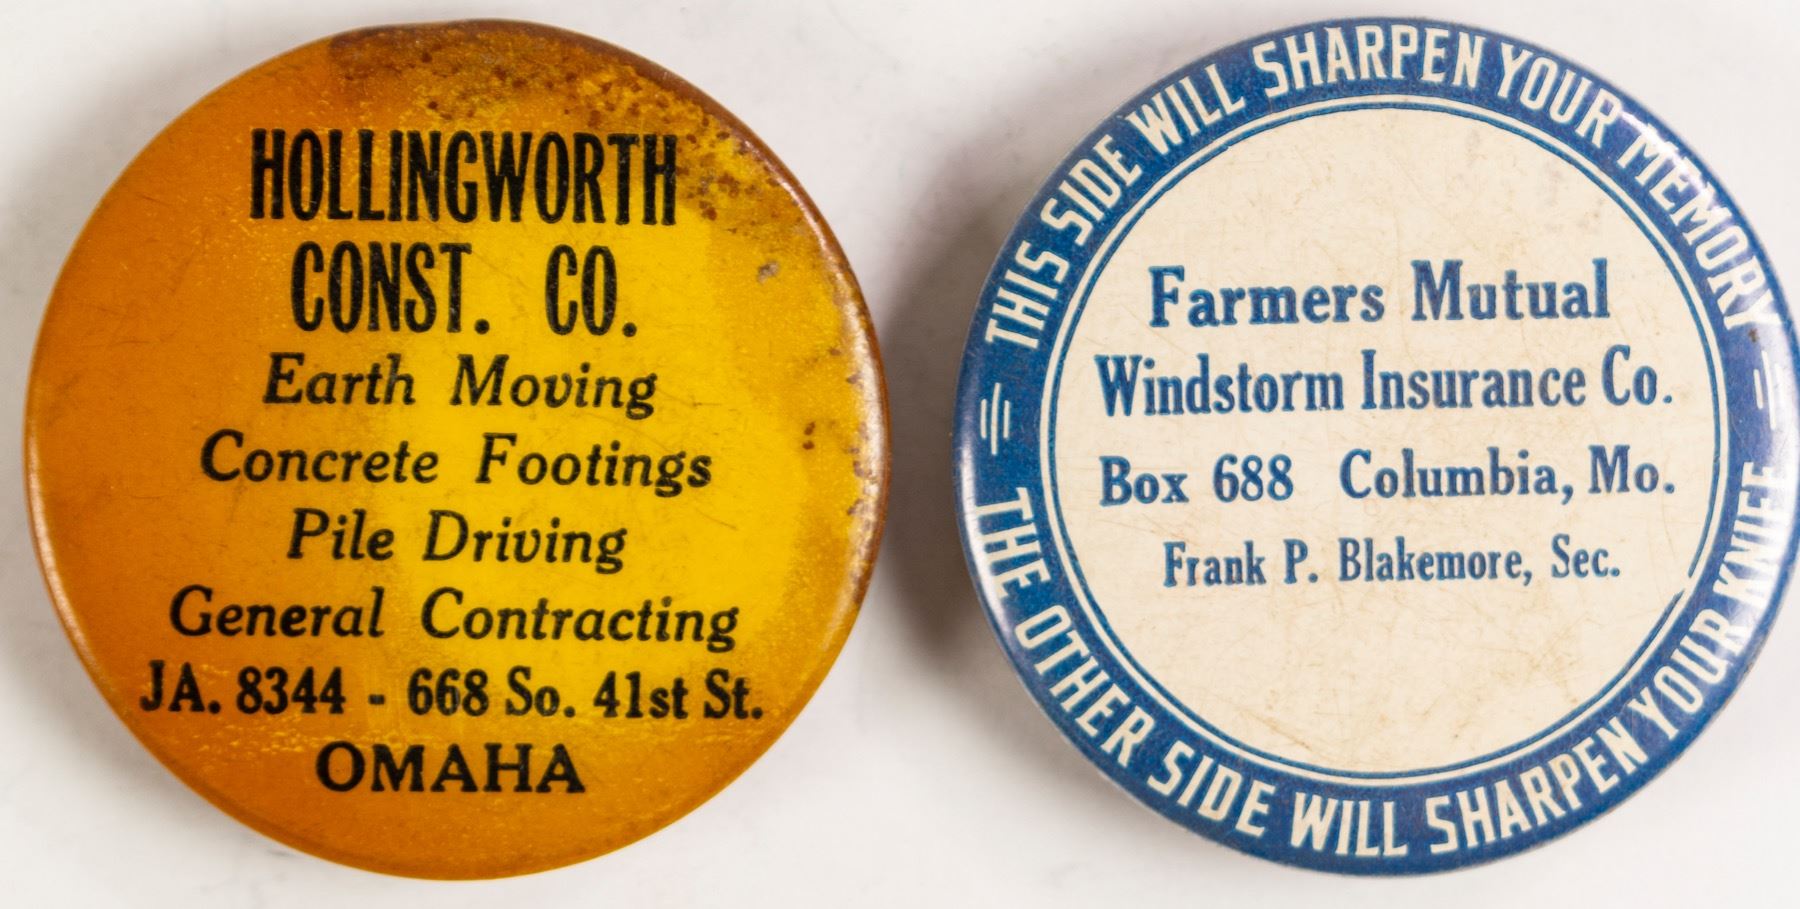 HOLLINGWORTH
CONST. CO.
Earth Moving
Concrete Footings
Pile Driving
General Contracting
JA. 8344 - 668 So. 41st St.
OMAHA
THIS SIDE WILL SHARPEN YOUR MEMORY
Farmers Mutual
Windstorm Insurance Co.
Box 688 Columbia, Mo.
Frank P. Blakemore, Sec.
THE OTHER SIDE WILL SHARPEN YOUR KNIFE